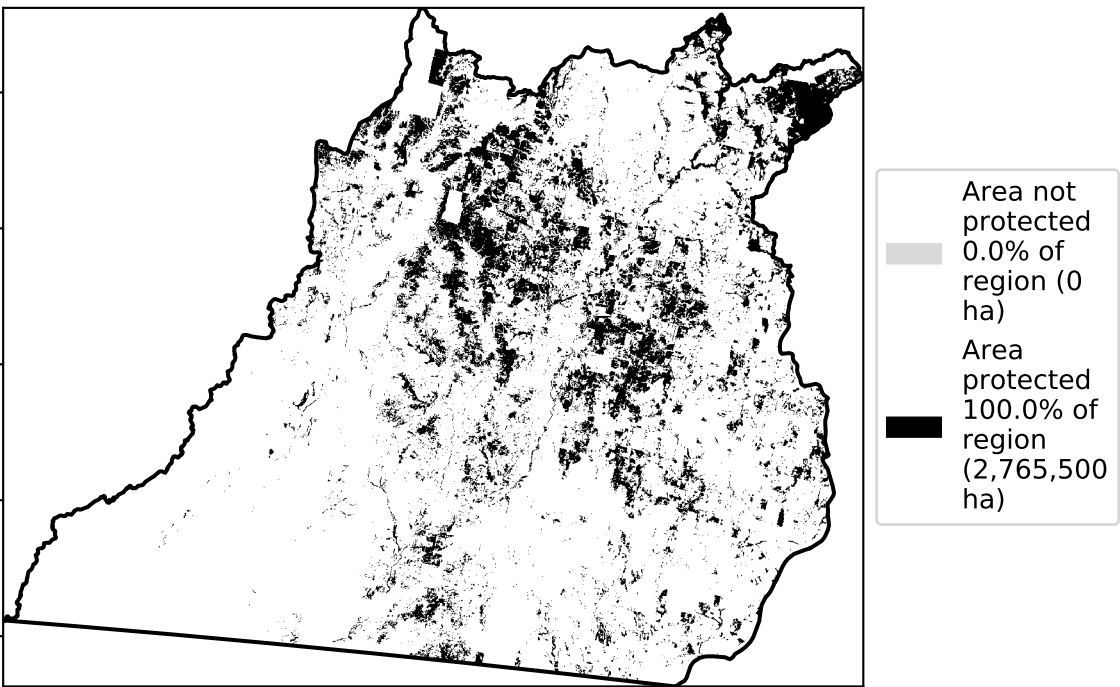 Area not
protected
0.0% of
region (0
ha)
Area
protected
100.0% of
region
(2,765,500
ha)